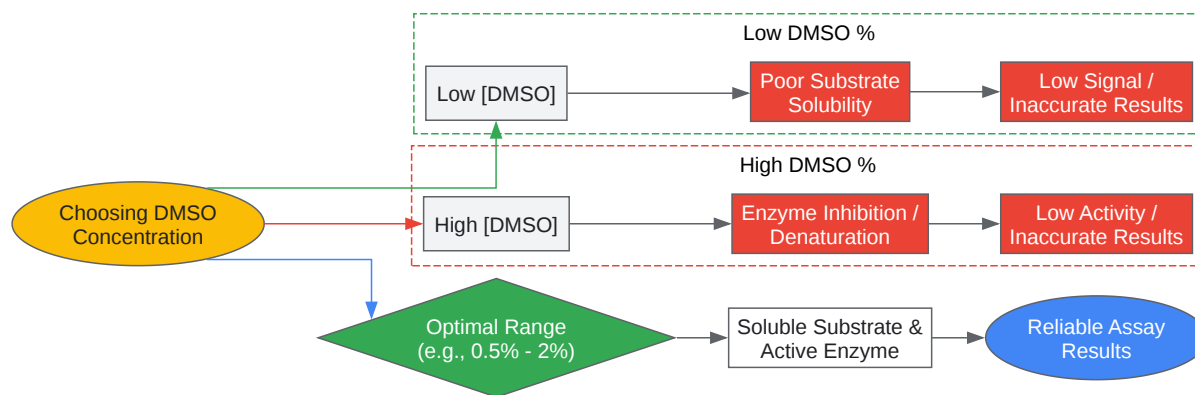 Low DMSO %
Low [DMSO]
Poor Substrate
Solubility
Low Signal /
Inaccurate Results
High DMSO %
Choosing DMSO
Concentration
High [DMSO]
Enzyme Inhibition /
Denaturation
Low Activity /
Inaccurate Results
Optimal Range
(e.g., 0.5% - 2%)
Soluble Substrate &
Active Enzyme
Reliable Assay
Results